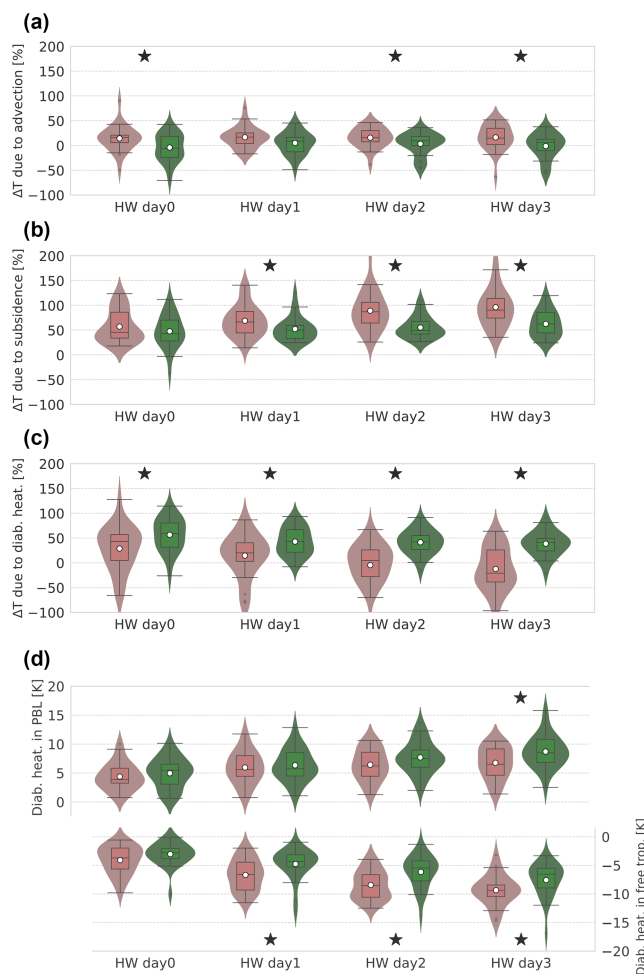 (a)
ΔT due to advection [%]
200
150
100
50
0
−50
−100
HW day0 HW day1 HW day2 HW day3
(b)
ΔT due to subsidence [%]
200
150
100
50
0
−50
−100
HW day0 HW day1 HW day2 HW day3
(c)
ΔT due to diab. heat. [%]
200
150
100
50
0
−50
−100
HW day0 HW day1 HW day2 HW day3
(d)
Diab. heat. in PBL [K]
20
15
10
5
0
Diab. heat. in free trop. [K]
0
−5
−10
−15
−20
HW day0 HW day1 HW day2 HW day3